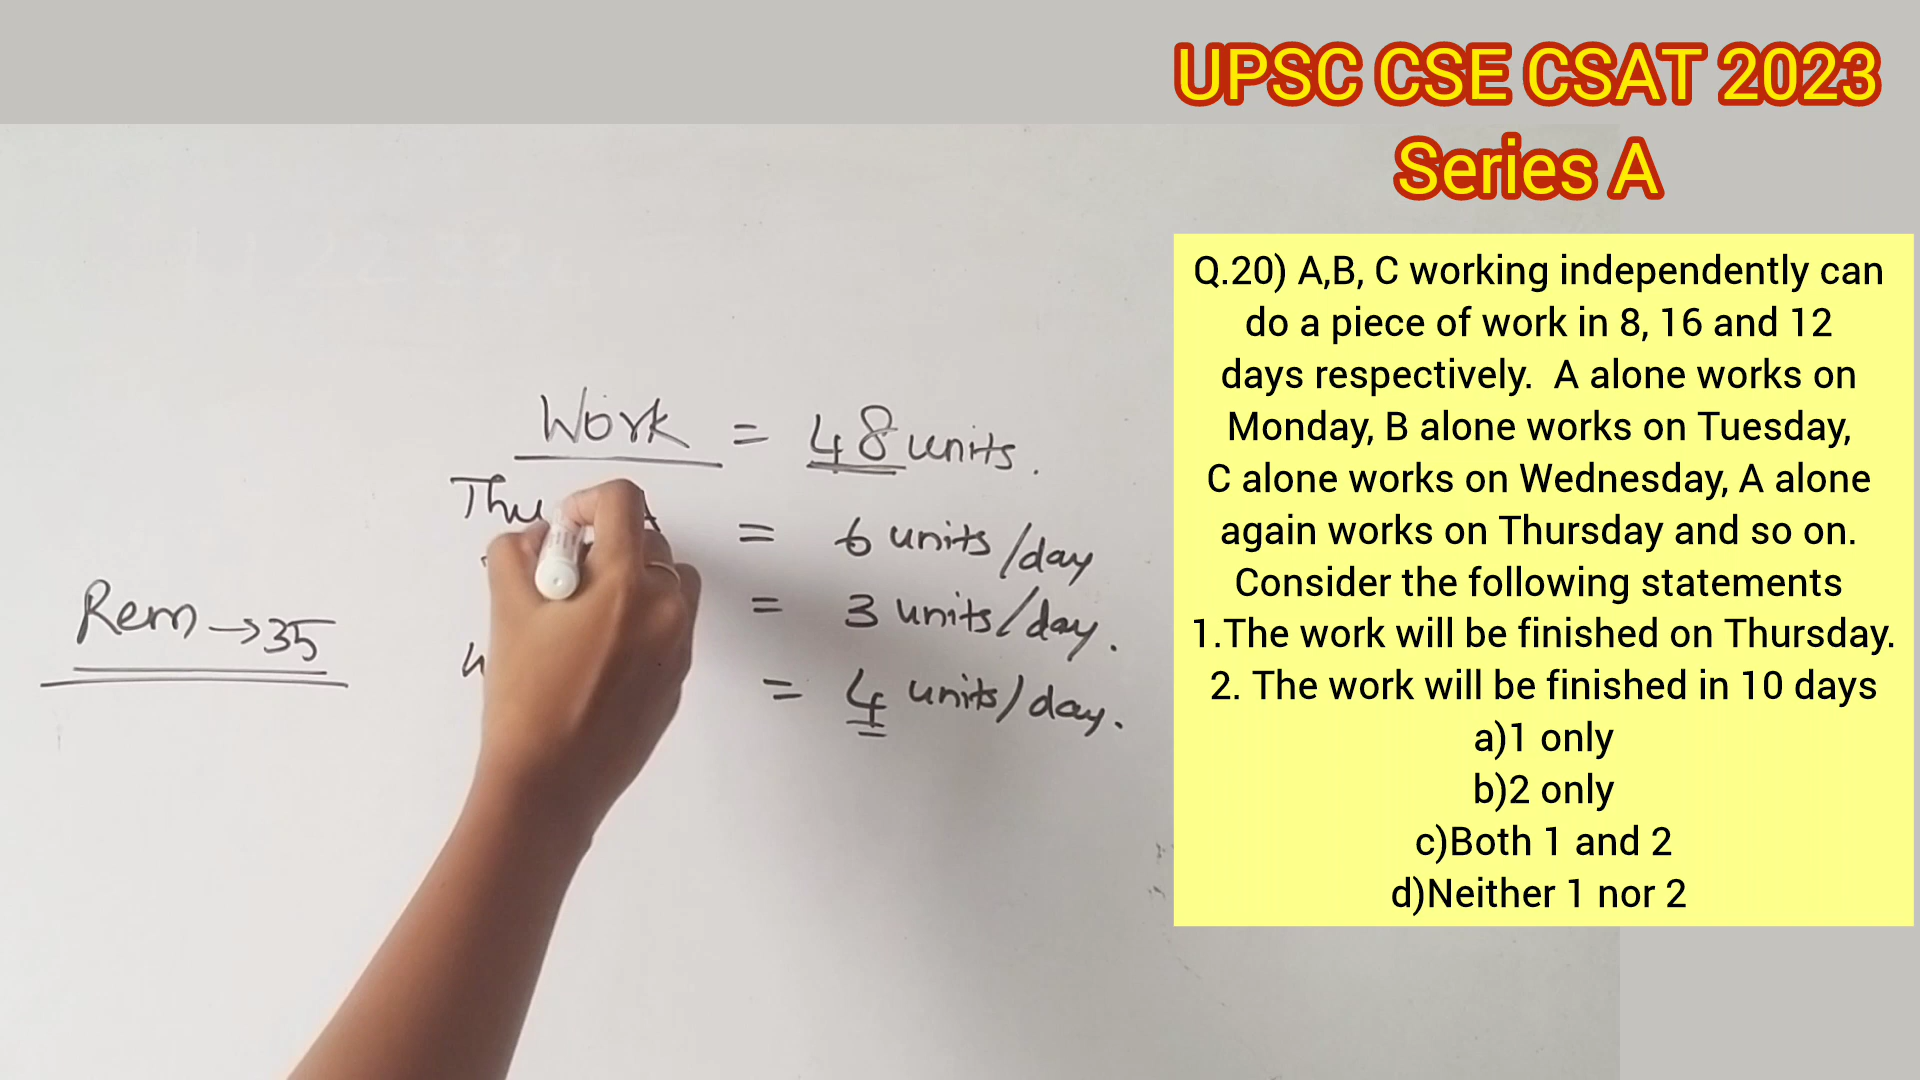 UPSC CSE CSAT 2023
Series A
Q.20) A,B, C working independently can
do a piece of work in 8, 16 and 12
days respectively. A alone works on
Monday, B alone works on Tuesday,
C alone works on Wednesday, A alone
again works on Thursday and so on.
Consider the following statements
1.The work will be finished on Thursday.
2. The work will be finished in 10 days
a)1 only
b)2 only
c)Both 1 and 2
d)Neither 1 nor 2
Work = 48 units.
Thu = 6 units/day
= 3 units/day.
= 4 units/day.
Rem → 35